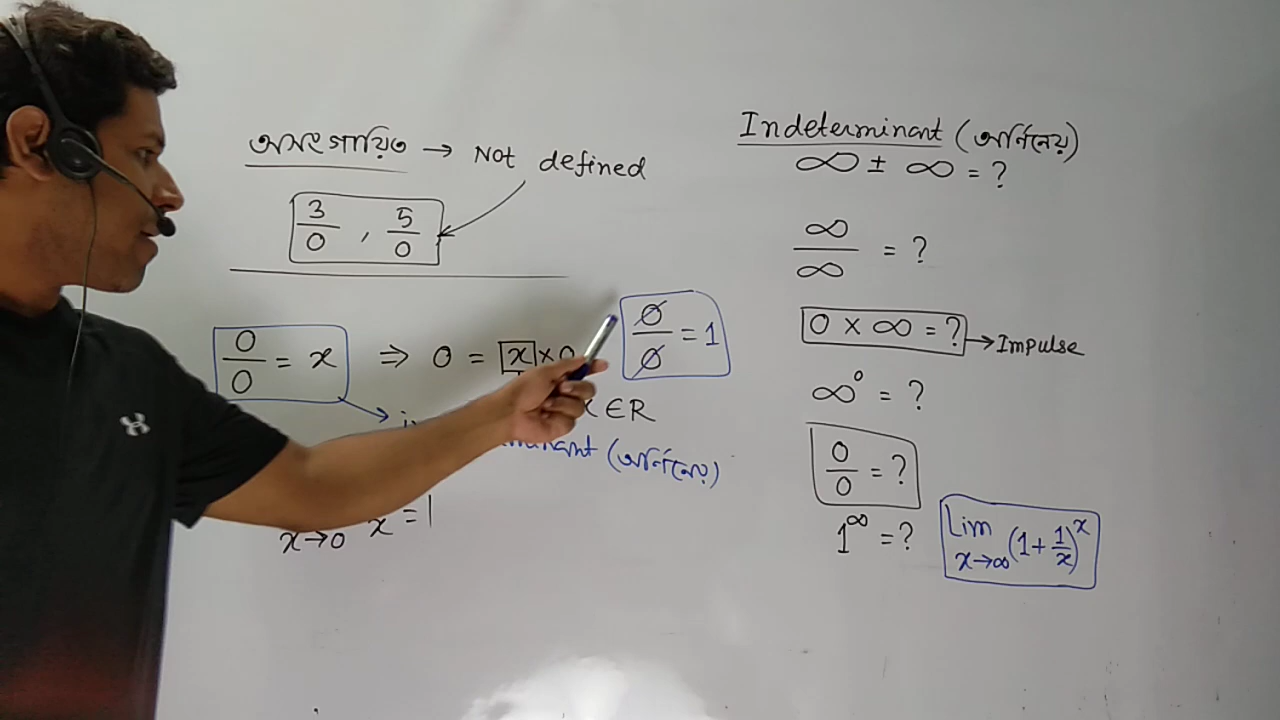 অসংগায়িত → Not defined
3/0 , 5/0
0/0 = x ⇒ 0 = x × 0
0/0 = 1
x ∈ R
(অনির্নেয়)
x→0 x = 1
Indeterminant (অনির্নেয়)
∞ ± ∞ = ?
∞/∞ = ?
0 × ∞ = ? → Impulse
∞⁰ = ?
0/0 = ?
1^∞ = ?
Lim x→∞ (1 + 1/x)^x